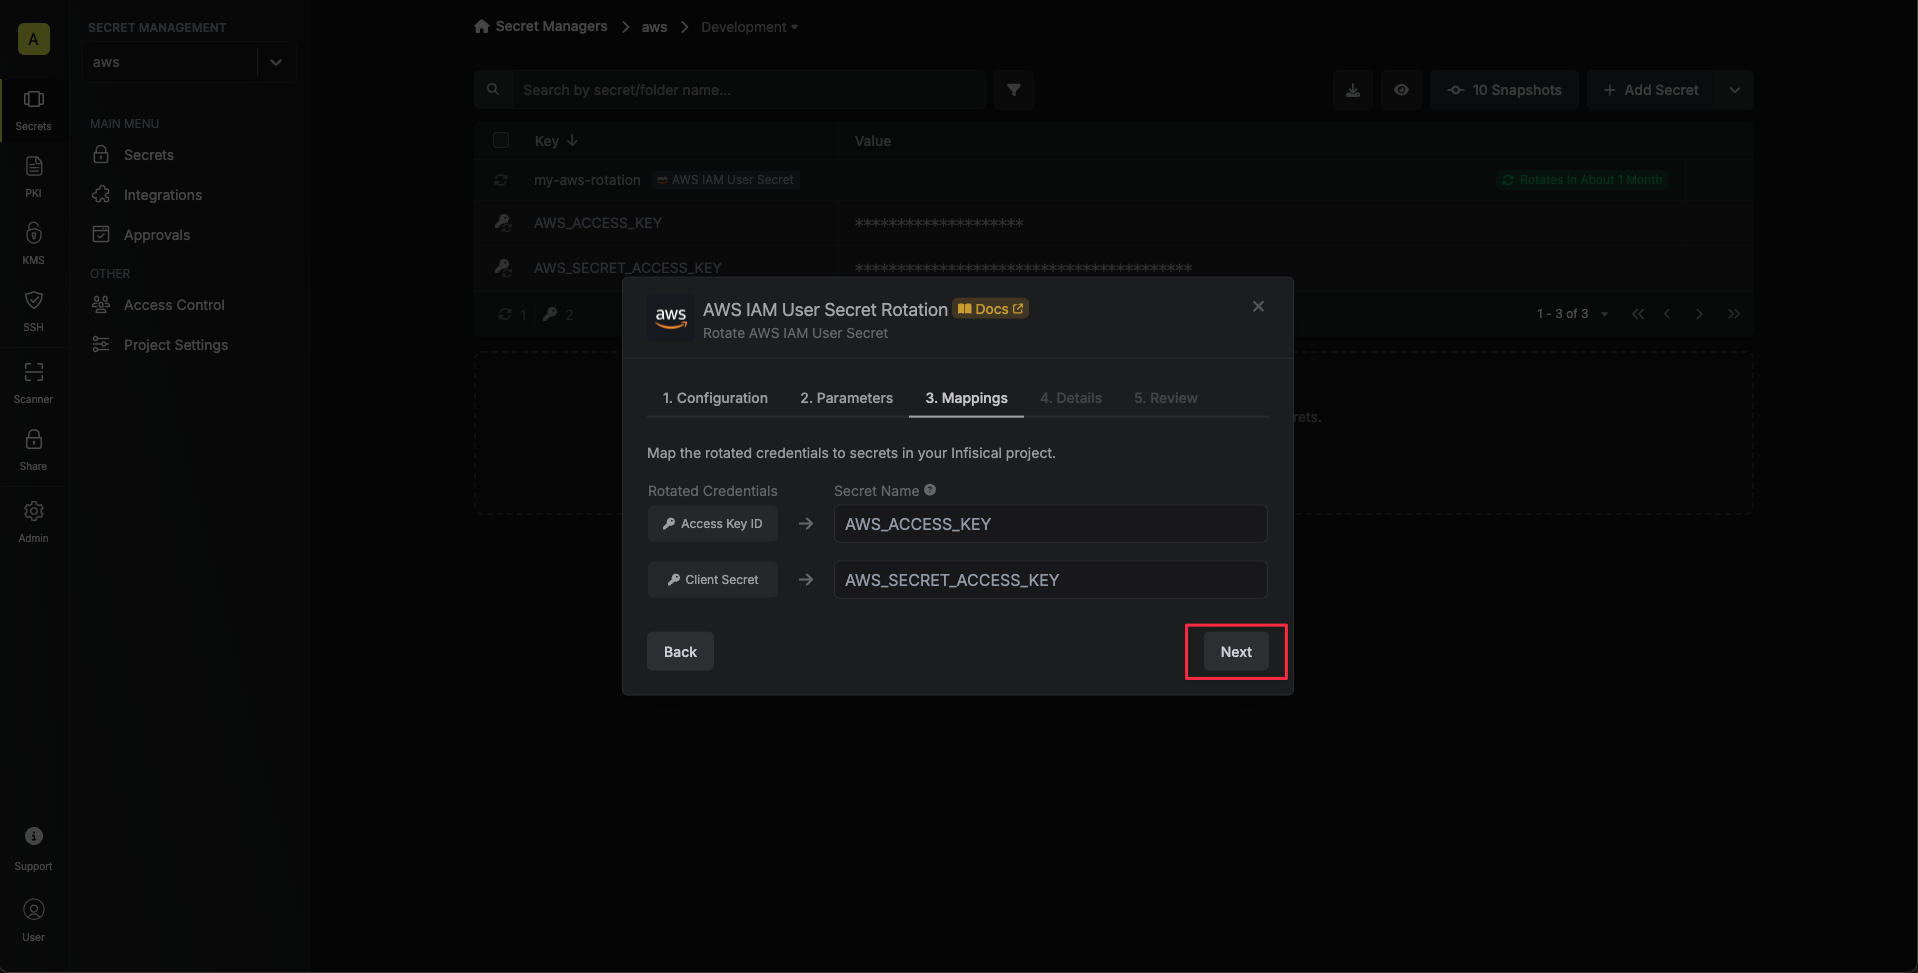 A
SECRET MANAGEMENT
aws
Secrets
PKI
KMS
SSH
Scanner
Share
Admin
Support
User
MAIN MENU
Secrets
Integrations
Approvals
OTHER
Access Control
Project Settings
Secret Managers
aws
Development
Search by secret/folder name...
10 Snapshots
Add Secret
Key
Value
my-aws-rotation
AWS IAM User Secret
Rotates In About 1 Month
AWS_ACCESS_KEY
********************
AWS_SECRET_ACCESS_KEY
****************************************
1
2
1 - 3 of 3
rets.
aws
AWS IAM User Secret Rotation
Docs
Rotate AWS IAM User Secret
1. Configuration
2. Parameters
3. Mappings
4. Details
5. Review
Map the rotated credentials to secrets in your Infisical project.
Rotated Credentials
Secret Name
Access Key ID
AWS_ACCESS_KEY
Client Secret
AWS_SECRET_ACCESS_KEY
Back
Next